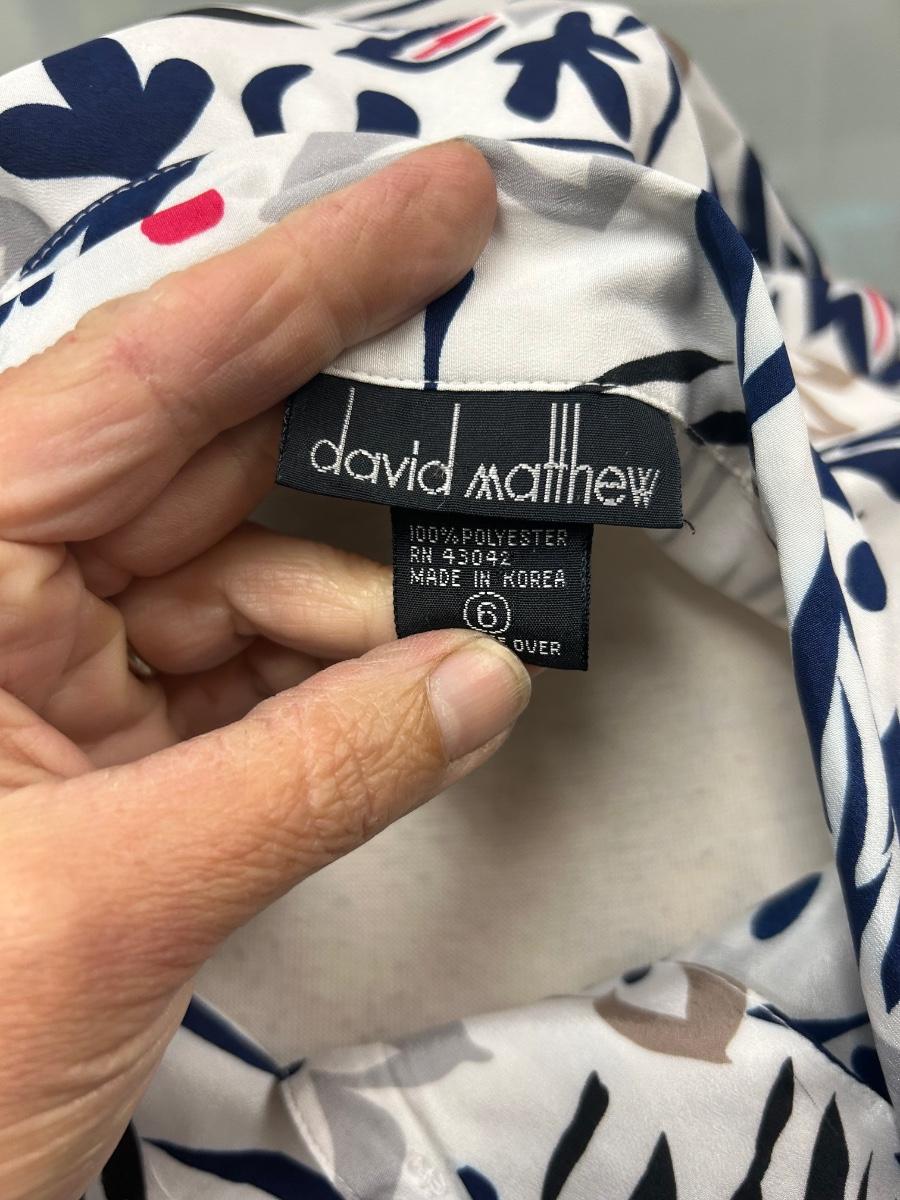 david matthew
100% POLYESTER
RN 43042
MADE IN KOREA
6
OVER